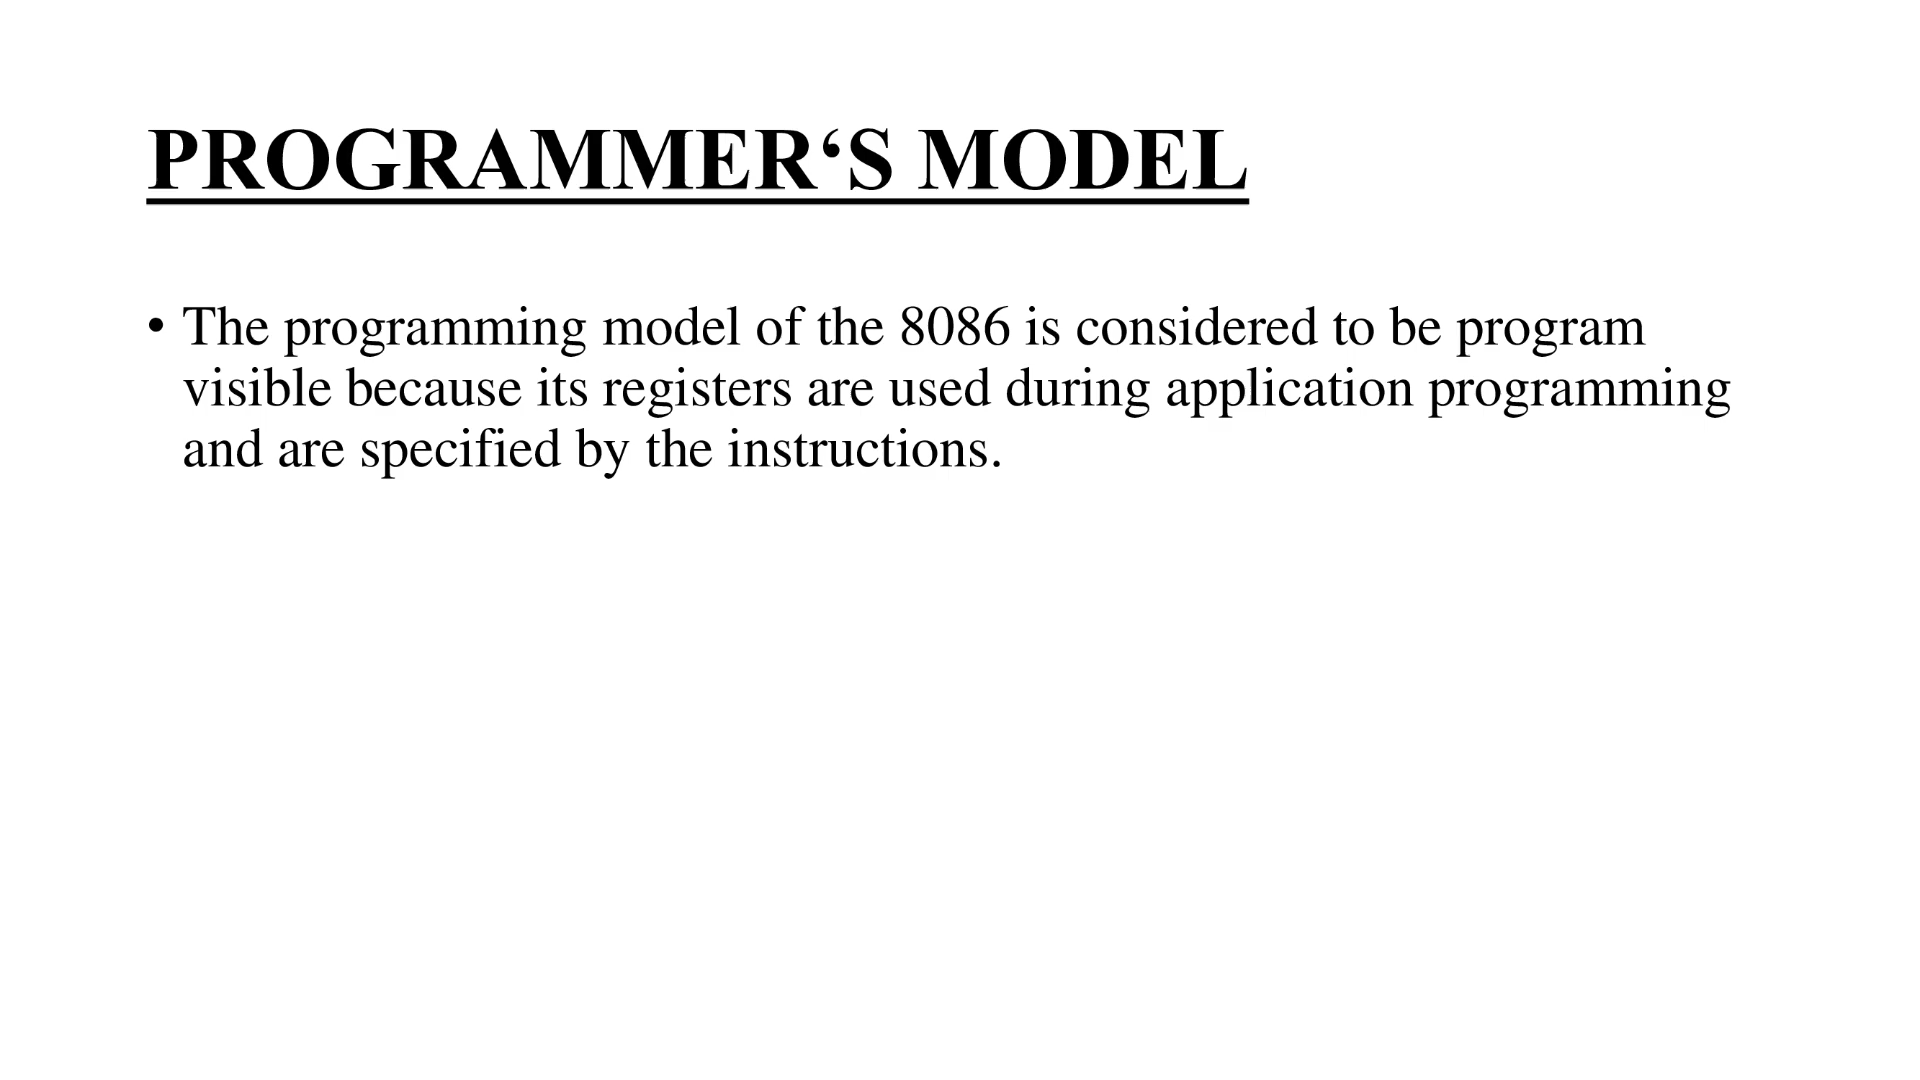 PROGRAMMER‘S MODEL
• The programming model of the 8086 is considered to be program
visible because its registers are used during application programming
and are specified by the instructions.